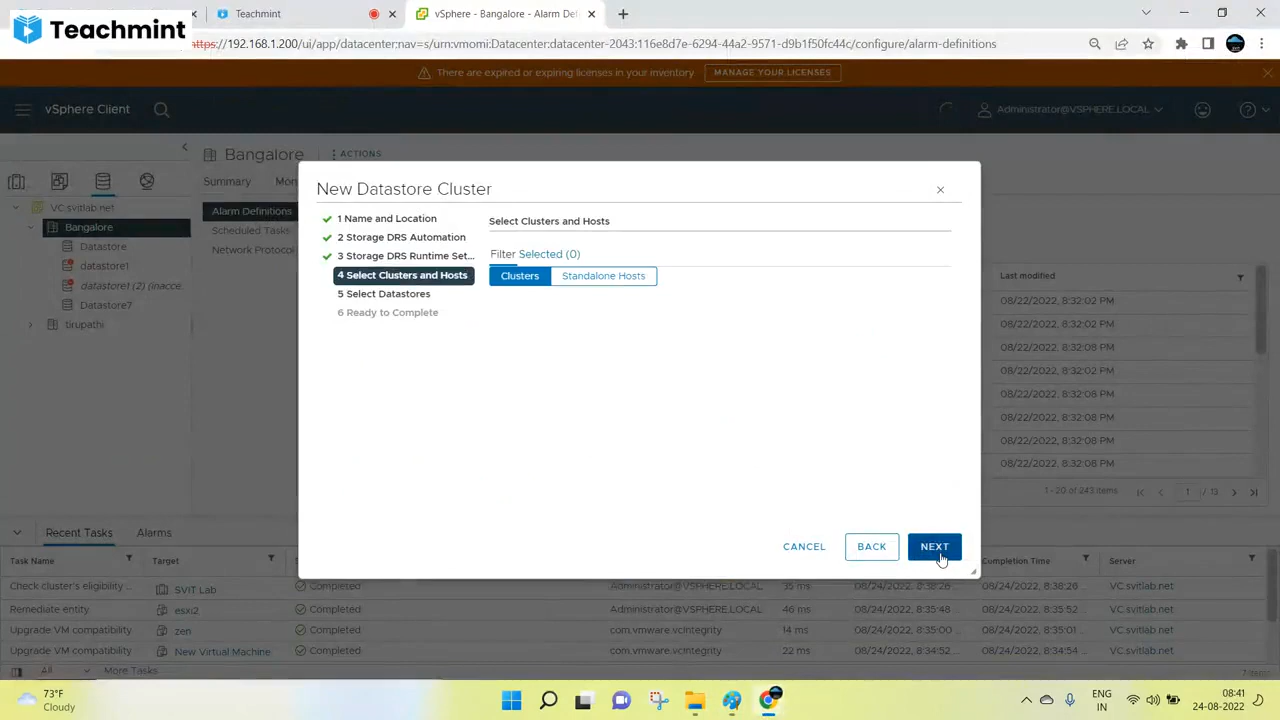 Teachmint
Teachmint
vSphere - Bangalore - Alarm De
https://192.168.1.200/ui/app/datacenter;nav=s/urn:vmomi:Datacenter:datacenter-2043:116e8d7e-6294-44a2-9571-d9b1f50fc44c/configure/alarm-definitions
There are expired or expiring licenses in your inventory
MANAGE YOUR LICENSES
vSphere Client
Administrator@VSPHERE.LOCAL
Bangalore
ACTIONS
Summary
Mon
VC.svitlab.net
Bangalore
Datastore
datastore1
datastore1 (2) (inacce...
Datastore7
tirupathi
Alarm Definitions
Scheduled Tasks
Network Protocol
New Datastore Cluster
1 Name and Location
2 Storage DRS Automation
3 Storage DRS Runtime Set...
4 Select Clusters and Hosts
5 Select Datastores
6 Ready to Complete
Select Clusters and Hosts
Filter Selected (0)
Clusters
Standalone Hosts
CANCEL
BACK
NEXT
Last modified
08/22/2022, 8:32:02 PM
08/22/2022, 8:32:02 PM
08/22/2022, 8:32:08 PM
08/22/2022, 8:32:02 PM
08/22/2022, 8:32:08 PM
08/22/2022, 8:32:08 PM
08/22/2022, 8:32:08 PM
08/22/2022, 8:32:08 PM
1 - 20 of 243 items
1 / 13
Recent Tasks
Alarms
Task Name
Target
Completion Time
Server
Check cluster's eligibility ... SVIT Lab Completed Administrator@VSPHERE.LOCAL 35 ms 08/24/2022, 8:38:26 ... 08/24/2022, 8:38:26 ... VC.svitlab.net
Remediate entity esxi2 Completed Administrator@VSPHERE.LOCAL 46 ms 08/24/2022, 8:35:48 ... 08/24/2022, 8:35:52 ... VC.svitlab.net
Upgrade VM compatibility zen Completed com.vmware.vcIntegrity 14 ms 08/24/2022, 8:35:00 ... 08/24/2022, 8:35:01 ... VC.svitlab.net
Upgrade VM compatibility New Virtual Machine Completed com.vmware.vcIntegrity 22 ms 08/24/2022, 8:34:52 ... 08/24/2022, 8:34:54 ... VC.svitlab.net
All
More Tasks
7 items
73°F
Cloudy
ENG
IN
08:41
24-08-2022